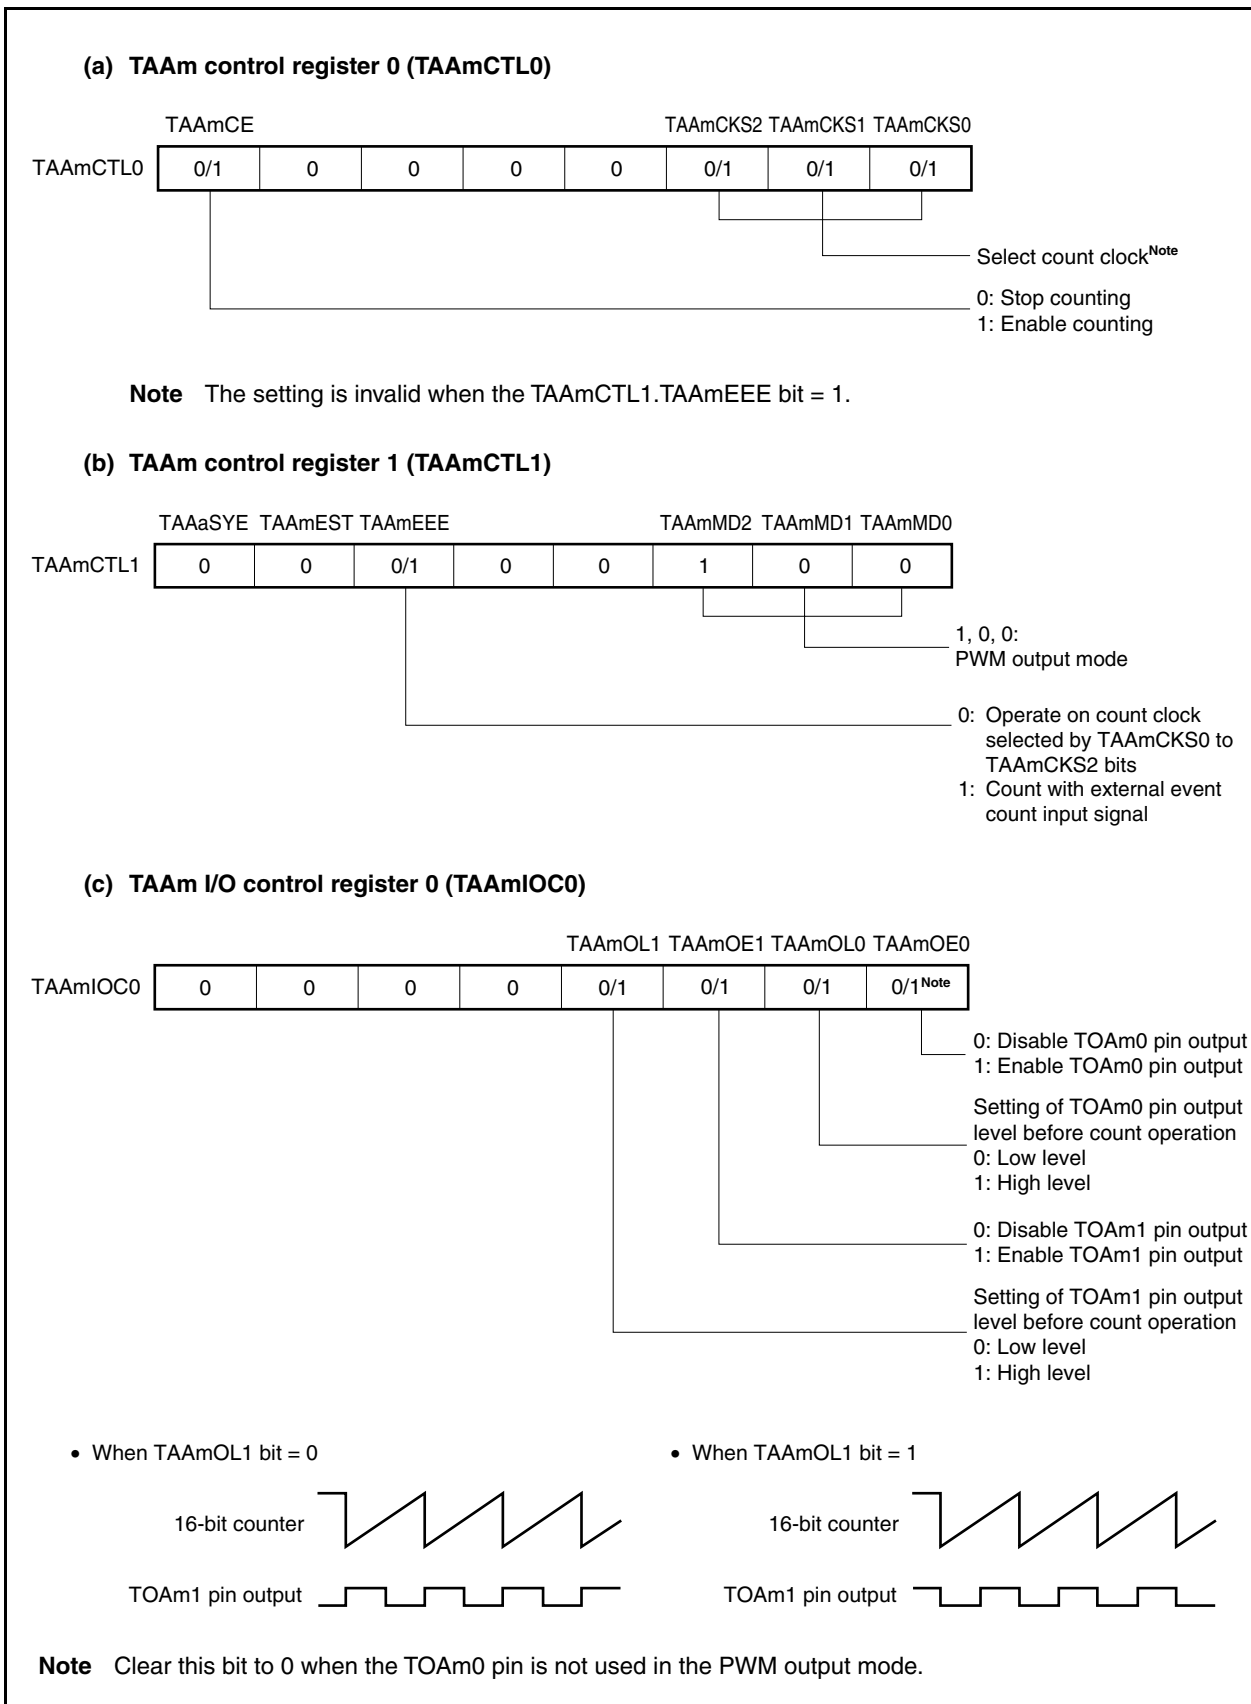 (a) TAAm control register 0 (TAAmCTL0)
TAAmCE TAAmCKS2 TAAmCKS1 TAAmCKS0
TAAmCTL0 0/1 0 0 0 0 0/1 0/1 0/1
Select count clockNote
0: Stop counting
1: Enable counting
Note The setting is invalid when the TAAmCTL1.TAAmEEE bit = 1.
(b) TAAm control register 1 (TAAmCTL1)
TAAaSYE TAAmEST TAAmEEE TAAmMD2 TAAmMD1 TAAmMD0
TAAmCTL1 0 0 0/1 0 0 1 0 0
1, 0, 0:
PWM output mode
0: Operate on count clock
selected by TAAmCKS0 to
TAAmCKS2 bits
1: Count with external event
count input signal
(c) TAAm I/O control register 0 (TAAmIOC0)
TAAmOL1 TAAmOE1 TAAmOL0 TAAmOE0
TAAmIOC0 0 0 0 0 0/1 0/1 0/1 0/1Note
0: Disable TOAm0 pin output
1: Enable TOAm0 pin output
Setting of TOAm0 pin output
level before count operation
0: Low level
1: High level
0: Disable TOAm1 pin output
1: Enable TOAm1 pin output
Setting of TOAm1 pin output
level before count operation
0: Low level
1: High level
• When TAAmOL1 bit = 0
16-bit counter
TOAm1 pin output
• When TAAmOL1 bit = 1
16-bit counter
TOAm1 pin output
Note Clear this bit to 0 when the TOAm0 pin is not used in the PWM output mode.